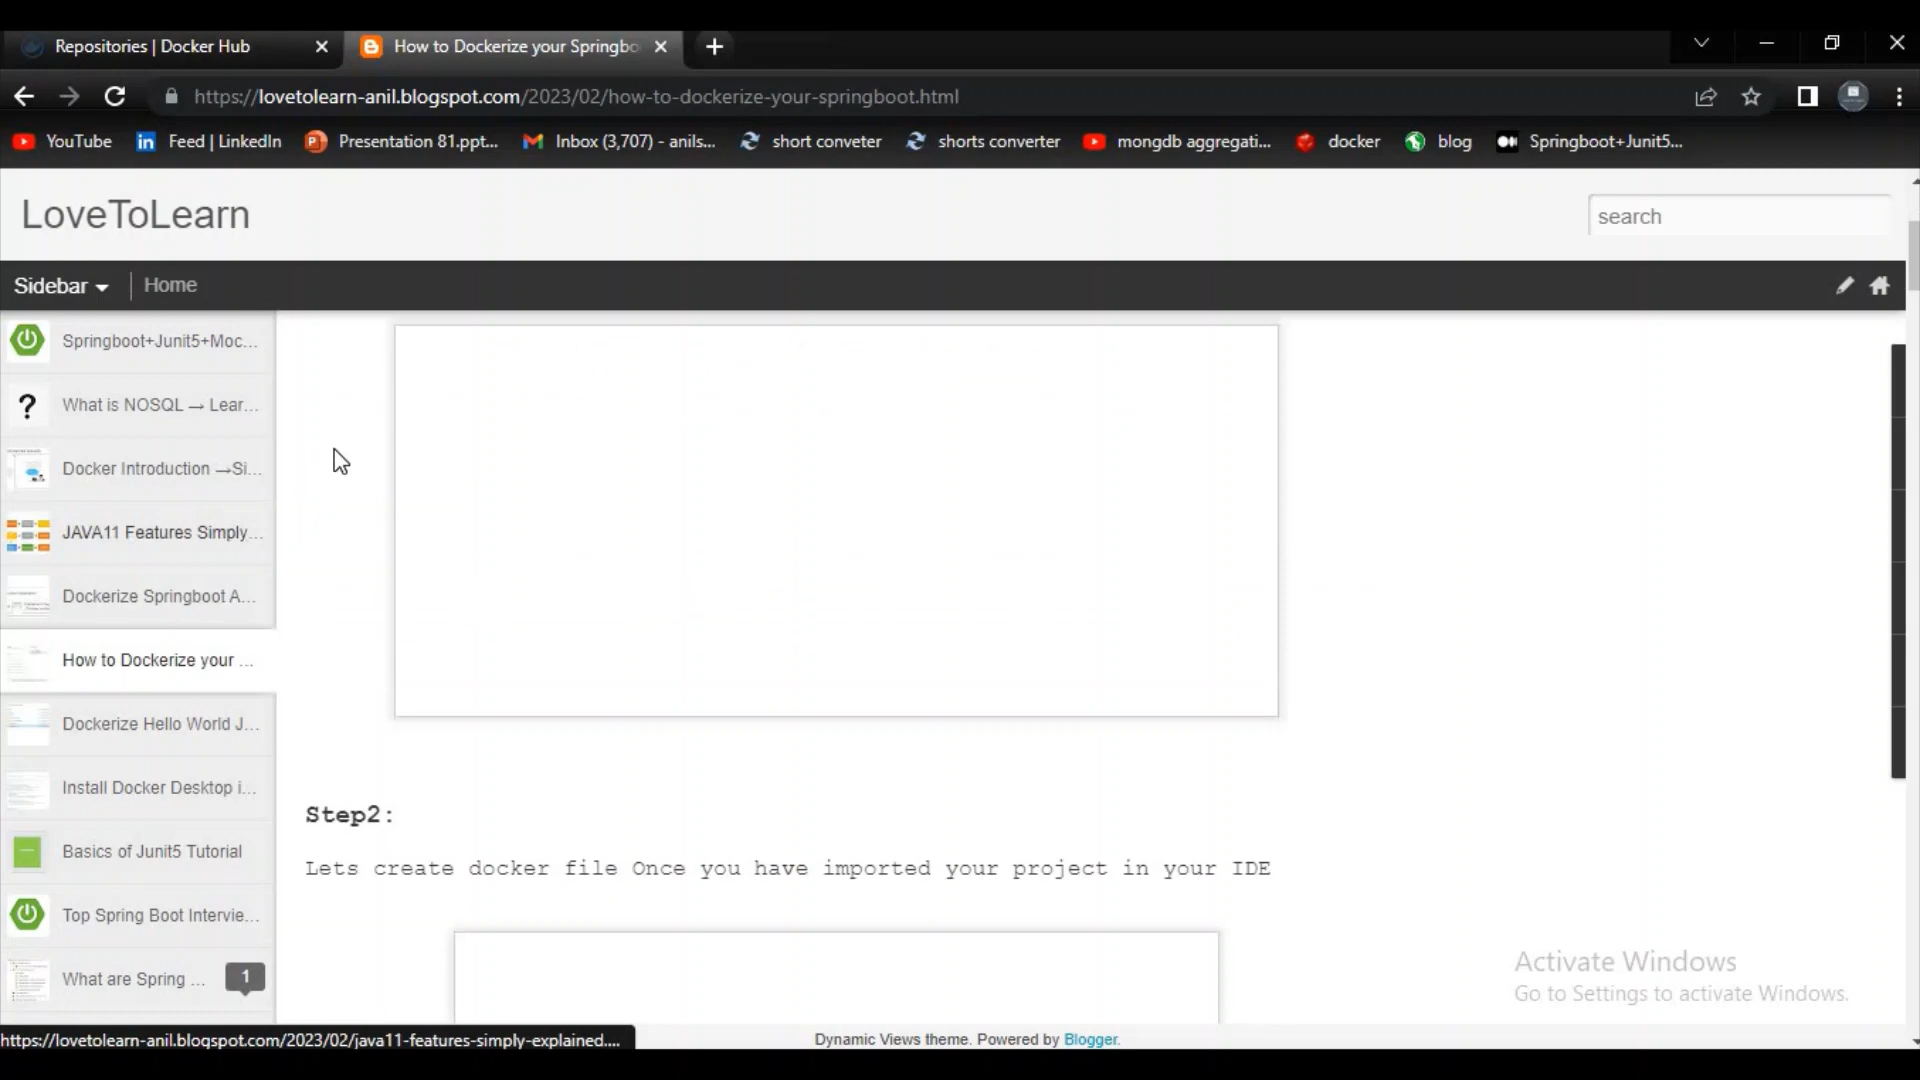 Repositories | Docker Hub
How to Dockerize your Springbo
https://lovetolearn-anil.blogspot.com/2023/02/how-to-dockerize-your-springboot.html
YouTube
in Feed | LinkedIn
Presentation 81.ppt...
Inbox (3,707) - anils...
short conveter
shorts converter
mongdb aggregati...
docker
blog
Springboot+Junit5...
LoveToLearn
search
Sidebar
Home
Springboot+Junit5+Moc...
? What is NOSQL → Lear...
Docker Introduction →Si...
JAVA11 Features Simply...
Dockerize Springboot A...
How to Dockerize your ...
Dockerize Hello World J...
Install Docker Desktop i...
Basics of Junit5 Tutorial
Top Spring Boot Intervie...
What are Spring ... 1
Step2:
Lets create docker file Once you have imported your project in your IDE
Activate Windows
Go to Settings to activate Windows.
https://lovetolearn-anil.blogspot.com/2023/02/java11-features-simply-explained....
Dynamic Views theme. Powered by Blogger.